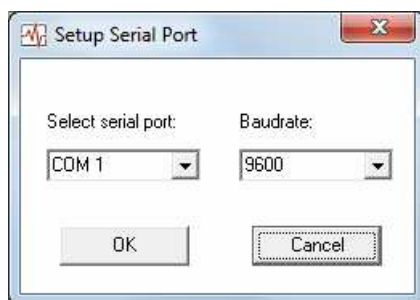 Setup Serial Port
Select serial port: Baudrate:
COM 1 9600
OK Cancel